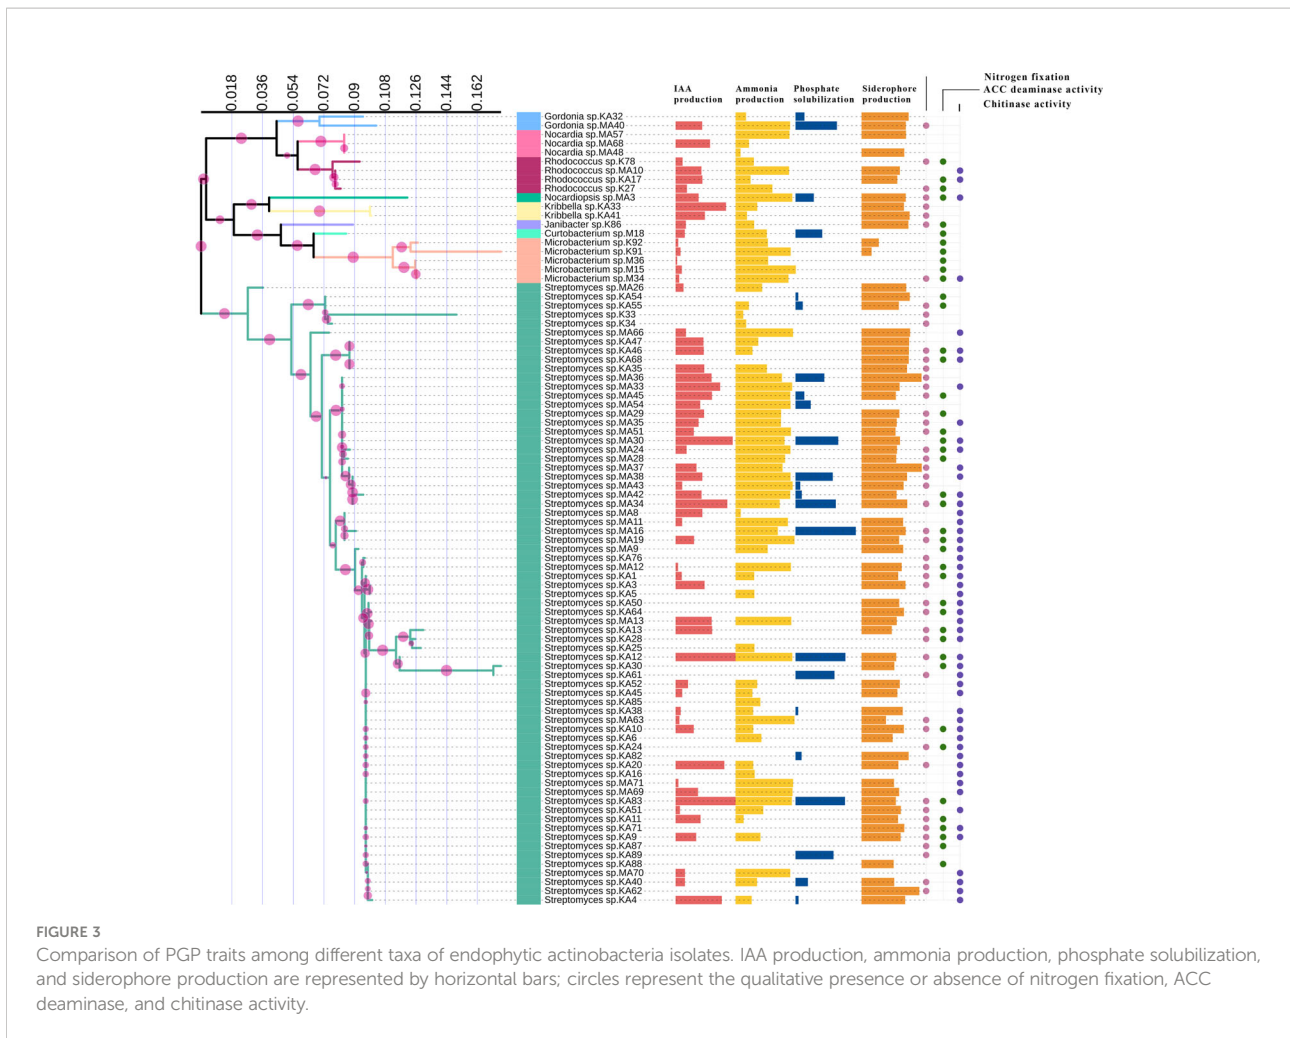 0.018
0.036
0.054
0.072
0.09
0.108
0.126
0.144
0.162
IAA
production
Ammonia
production
Phosphate
solubilization
Siderophore
production
Nitrogen fixation
ACC deaminase activity
Chitinase activity
Gordonia sp.KA32
Gordonia sp.MA40
Nocardia sp.MA57
Nocardia sp.MA68
Nocardia sp.MA48
Rhodococcus sp.K78
Rhodococcus sp.MA10
Rhodococcus sp.KA17
Rhodococcus sp.K27
Nocardiopsis sp.MA3
Kribbella sp.KA33
Kribbella sp.KA41
Janibacter sp.K86
Curtobacterium sp.M18
Microbacterium sp.K92
Microbacterium sp.K91
Microbacterium sp.M36
Microbacterium sp.M15
Microbacterium sp.M34
Streptomyces sp.MA26
Streptomyces sp.KA54
Streptomyces sp.KA55
Streptomyces sp.K33
Streptomyces sp.K34
Streptomyces sp.MA66
Streptomyces sp.KA47
Streptomyces sp.KA46
Streptomyces sp.KA68
Streptomyces sp.KA35
Streptomyces sp.MA36
Streptomyces sp.MA33
Streptomyces sp.MA45
Streptomyces sp.MA54
Streptomyces sp.MA29
Streptomyces sp.MA35
Streptomyces sp.MA51
Streptomyces sp.MA30
Streptomyces sp.MA24
Streptomyces sp.MA28
Streptomyces sp.MA37
Streptomyces sp.MA38
Streptomyces sp.MA43
Streptomyces sp.MA42
Streptomyces sp.MA34
Streptomyces sp.MA8
Streptomyces sp.MA11
Streptomyces sp.MA16
Streptomyces sp.MA19
Streptomyces sp.MA9
Streptomyces sp.KA76
Streptomyces sp.MA12
Streptomyces sp.KA1
Streptomyces sp.KA3
Streptomyces sp.KA5
Streptomyces sp.KA50
Streptomyces sp.KA64
Streptomyces sp.MA13
Streptomyces sp.KA13
Streptomyces sp.KA28
Streptomyces sp.KA25
Streptomyces sp.KA12
Streptomyces sp.KA30
Streptomyces sp.KA61
Streptomyces sp.KA52
Streptomyces sp.KA45
Streptomyces sp.KA85
Streptomyces sp.KA38
Streptomyces sp.MA63
Streptomyces sp.KA10
Streptomyces sp.KA6
Streptomyces sp.KA24
Streptomyces sp.KA82
Streptomyces sp.KA20
Streptomyces sp.KA16
Streptomyces sp.MA71
Streptomyces sp.MA69
Streptomyces sp.KA83
Streptomyces sp.KA51
Streptomyces sp.KA11
Streptomyces sp.KA71
Streptomyces sp.KA9
Streptomyces sp.KA87
Streptomyces sp.KA89
Streptomyces sp.KA88
Streptomyces sp.MA70
Streptomyces sp.KA40
Streptomyces sp.KA62
Streptomyces sp.KA4
FIGURE 3
Comparison of PGP traits among different taxa of endophytic actinobacteria isolates. IAA production, ammonia production, phosphate solubilization,
and siderophore production are represented by horizontal bars; circles represent the qualitative presence or absence of nitrogen fixation, ACC
deaminase, and chitinase activity.